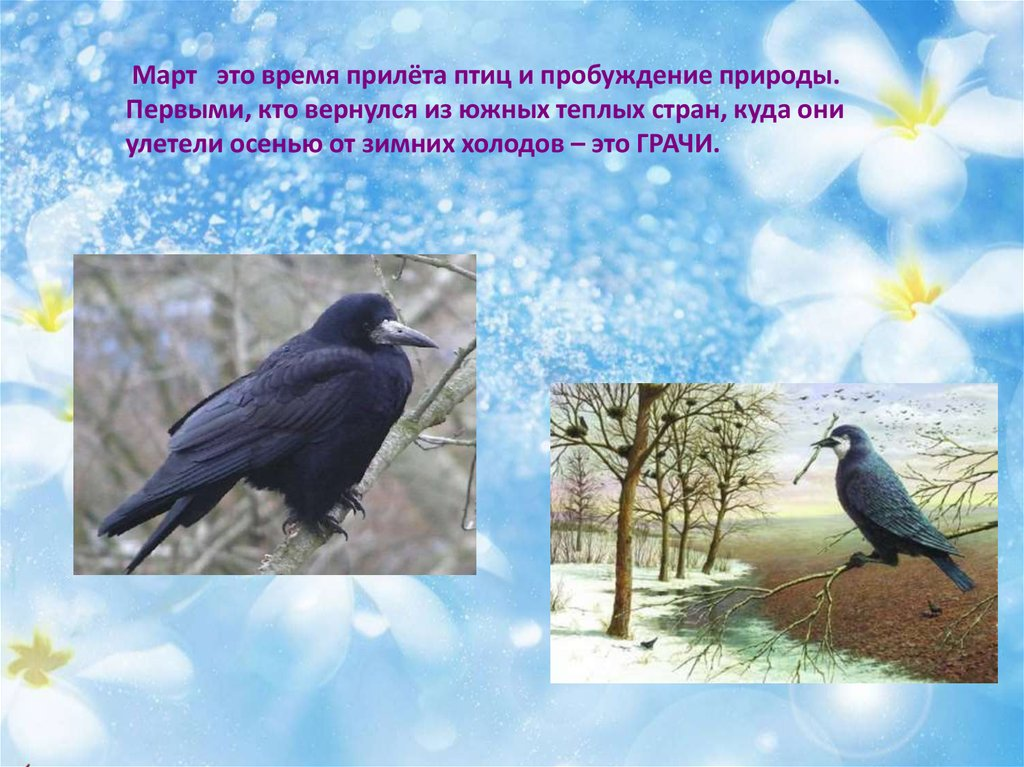 Март это время прилёта птиц и пробуждение природы.
Первыми, кто вернулся из южных теплых стран, куда они
улетели осенью от зимних холодов – это ГРАЧИ.